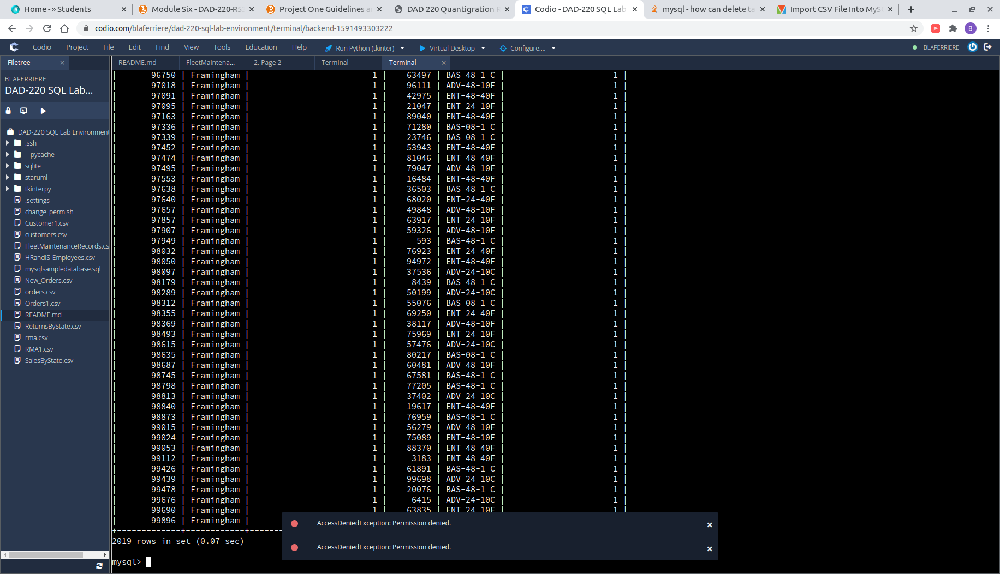 Home - » Students
Module Six - DAD-220-R53
Project One Guidelines a
DAD 220 Quantigration R
Codio - DAD-220 SQL Lab
mysql - how can delete ta
Import CSV File Into MySQ
codio.com/blaferriere/dad-220-sql-lab-environment/terminal/backend-1591493303222
B
Codio Project File Edit Find View Tools Education Help Run Python (tkinter) Virtual Desktop Configure.... BLAFERRIERE
Filetree
README.md FleetMaintena... 2. Page 2 Terminal Terminal
BLAFERRIERE
DAD-220 SQL Lab...
DAD-220 SQL Lab Environment
.ssh
__pycache__
sqlite
staruml
tkinterpy
.settings
change_perm.sh
Customer1.csv
customers.csv
FleetMaintenanceRecords.cs
HRandIS-Employees.csv
mysqlsampledatabase.sql
New_Orders.csv
orders.csv
Orders1.csv
README.md
ReturnsByState.csv
rma.csv
RMA1.csv
SalesByState.csv
| 96750 | Framingham | 1 | 63497 | BAS-48-1 C | 1 |
| 97018 | Framingham | 1 | 96111 | ADV-48-10F | 1 |
| 97091 | Framingham | 1 | 42975 | ENT-48-40F | 1 |
| 97095 | Framingham | 1 | 21047 | ENT-24-10F | 1 |
| 97163 | Framingham | 1 | 89040 | ENT-48-40F | 1 |
| 97336 | Framingham | 1 | 71280 | BAS-08-1 C | 1 |
| 97339 | Framingham | 1 | 23746 | BAS-08-1 C | 1 |
| 97452 | Framingham | 1 | 53943 | ENT-48-40F | 1 |
| 97474 | Framingham | 1 | 81046 | ENT-48-40F | 1 |
| 97495 | Framingham | 1 | 79047 | ADV-48-10F | 1 |
| 97553 | Framingham | 1 | 16484 | ENT-48-40F | 1 |
| 97638 | Framingham | 1 | 36503 | BAS-48-1 C | 1 |
| 97640 | Framingham | 1 | 68020 | ENT-24-40F | 1 |
| 97657 | Framingham | 1 | 49848 | ADV-48-10F | 1 |
| 97857 | Framingham | 1 | 63917 | ENT-24-10F | 1 |
| 97907 | Framingham | 1 | 59326 | ADV-48-10F | 1 |
| 97949 | Framingham | 1 | 593 | BAS-48-1 C | 1 |
| 98032 | Framingham | 1 | 76923 | ENT-24-40F | 1 |
| 98050 | Framingham | 1 | 94972 | ENT-48-40F | 1 |
| 98097 | Framingham | 1 | 37536 | ADV-24-10C | 1 |
| 98179 | Framingham | 1 | 8439 | BAS-48-1 C | 1 |
| 98289 | Framingham | 1 | 50199 | ADV-24-10C | 1 |
| 98312 | Framingham | 1 | 55076 | BAS-08-1 C | 1 |
| 98355 | Framingham | 1 | 69250 | ENT-24-40F | 1 |
| 98369 | Framingham | 1 | 38117 | ADV-48-10F | 1 |
| 98493 | Framingham | 1 | 75969 | ENT-24-10F | 1 |
| 98615 | Framingham | 1 | 57476 | ADV-24-10C | 1 |
| 98635 | Framingham | 1 | 80217 | BAS-08-1 C | 1 |
| 98687 | Framingham | 1 | 60481 | ADV-48-10F | 1 |
| 98745 | Framingham | 1 | 67581 | BAS-48-1 C | 1 |
| 98798 | Framingham | 1 | 77205 | BAS-48-1 C | 1 |
| 98813 | Framingham | 1 | 37402 | ADV-24-10C | 1 |
| 98840 | Framingham | 1 | 19617 | ENT-48-40F | 1 |
| 98873 | Framingham | 1 | 76959 | BAS-48-1 C | 1 |
| 99015 | Framingham | 1 | 56279 | ADV-48-10F | 1 |
| 99024 | Framingham | 1 | 75089 | ENT-48-10F | 1 |
| 99053 | Framingham | 1 | 88370 | ENT-48-40F | 1 |
| 99112 | Framingham | 1 | 3183 | ENT-48-40F | 1 |
| 99426 | Framingham | 1 | 61891 | BAS-48-1 C | 1 |
| 99439 | Framingham | 1 | 99698 | ADV-24-10C | 1 |
| 99478 | Framingham | 1 | 20076 | BAS-48-1 C | 1 |
| 99676 | Framingham | 1 | 6415 | ADV-24-10C | 1 |
| 99690 | Framingham | 1 | 63835 | ENT-24-10F | 1 |
| 99896 | Framingham |
+-------------+------------+-------
2019 rows in set (0.07 sec)
mysql>
AccessDeniedException: Permission denied.
AccessDeniedException: Permission denied.